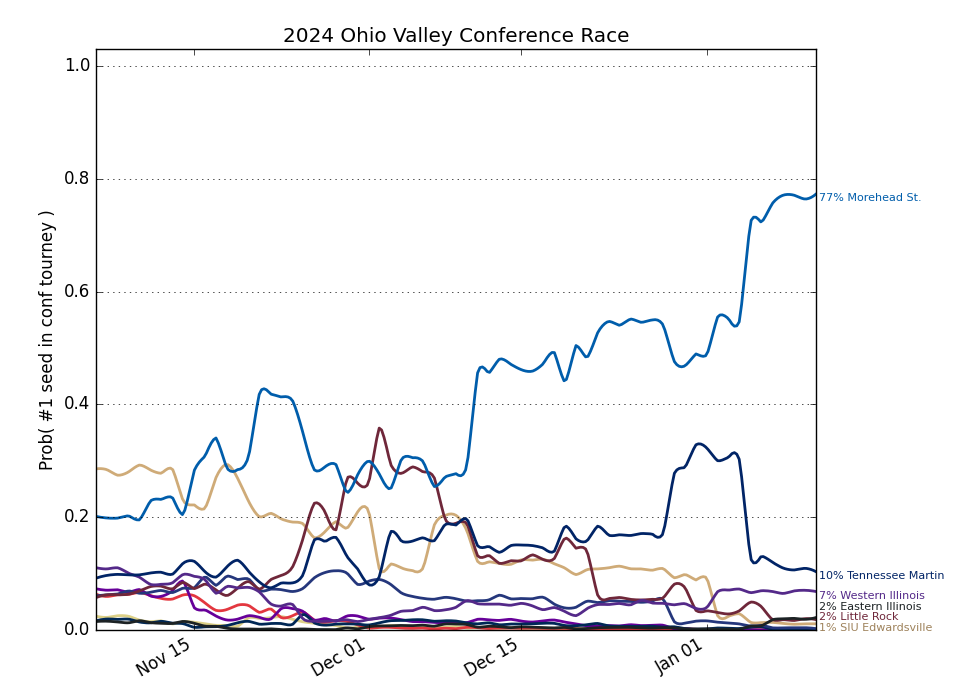 2024 Ohio Valley Conference Race
Prob( #1 seed in conf tourney )
1.0
0.8
0.6
0.4
0.2
0.0
77% Morehead St.
10% Tennessee Martin
7% Western Illinois
2% Eastern Illinois
2% Little Rock
1% SIU Edwardsville
Nov 15
Dec 01
Dec 15
Jan 01